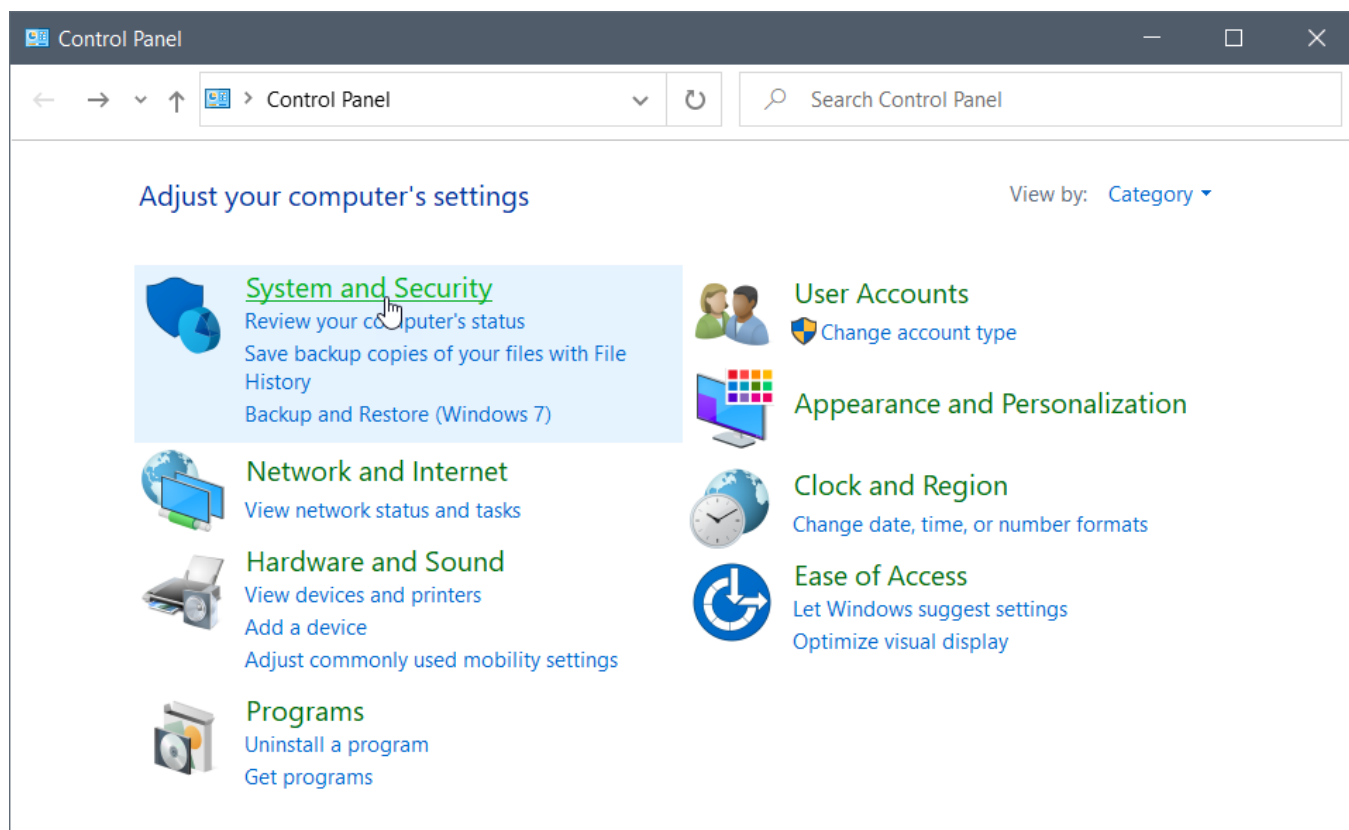 Control Panel
Control Panel
Search Control Panel
Adjust your computer's settings
View by: Category
System and Security
Review your computer's status
Save backup copies of your files with File
History
Backup and Restore (Windows 7)
Network and Internet
View network status and tasks
Hardware and Sound
View devices and printers
Add a device
Adjust commonly used mobility settings
Programs
Uninstall a program
Get programs
User Accounts
Change account type
Appearance and Personalization
Clock and Region
Change date, time, or number formats
Ease of Access
Let Windows suggest settings
Optimize visual display